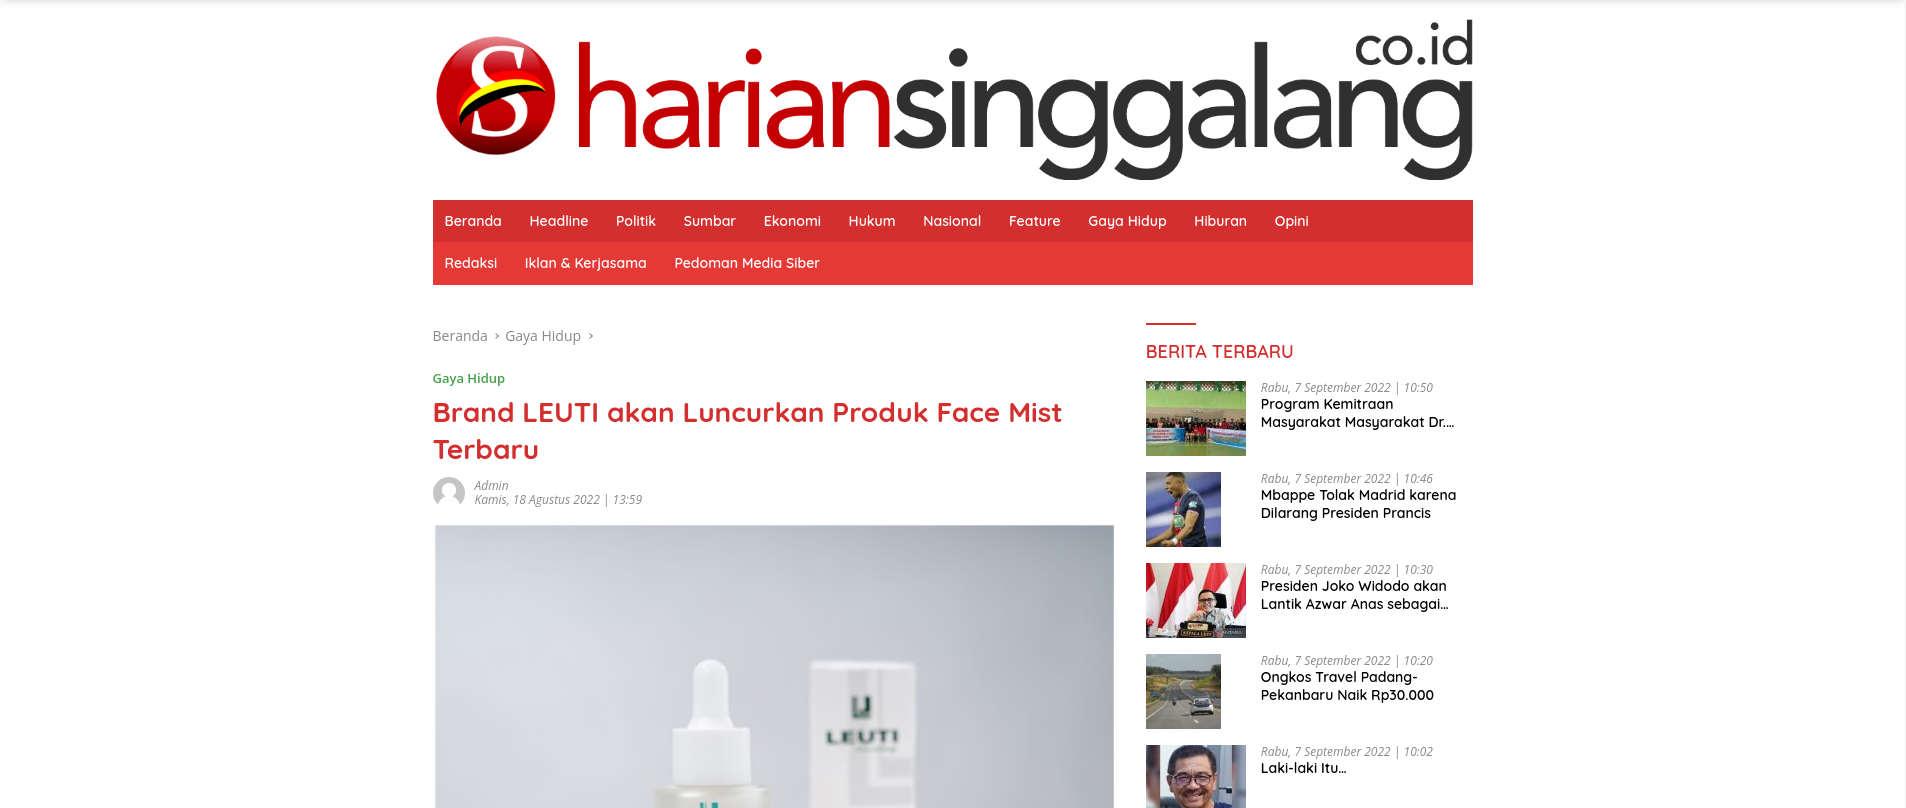 S
hariansinggalang
co.id
Beranda Headline Politik Sumbar Ekonomi Hukum Nasional Feature Gaya Hidup Hiburan Opini
Redaksi Iklan & Kerjasama Pedoman Media Siber
Beranda › Gaya Hidup ›
Gaya Hidup
Brand LEUTI akan Luncurkan Produk Face Mist
Terbaru
Admin
Kamis, 18 Agustus 2022 | 13:59
LEUTI
BERITA TERBARU
Rabu, 7 September 2022 | 10:50
Program Kemitraan
Masyarakat Masyarakat Dr....
Rabu, 7 September 2022 | 10:46
Mbappe Tolak Madrid karena
Dilarang Presiden Prancis
Rabu, 7 September 2022 | 10:30
Presiden Joko Widodo akan
Lantik Azwar Anas sebagai...
Rabu, 7 September 2022 | 10:20
Ongkos Travel Padang-
Pekanbaru Naik Rp30.000
Rabu, 7 September 2022 | 10:02
Laki-laki Itu...